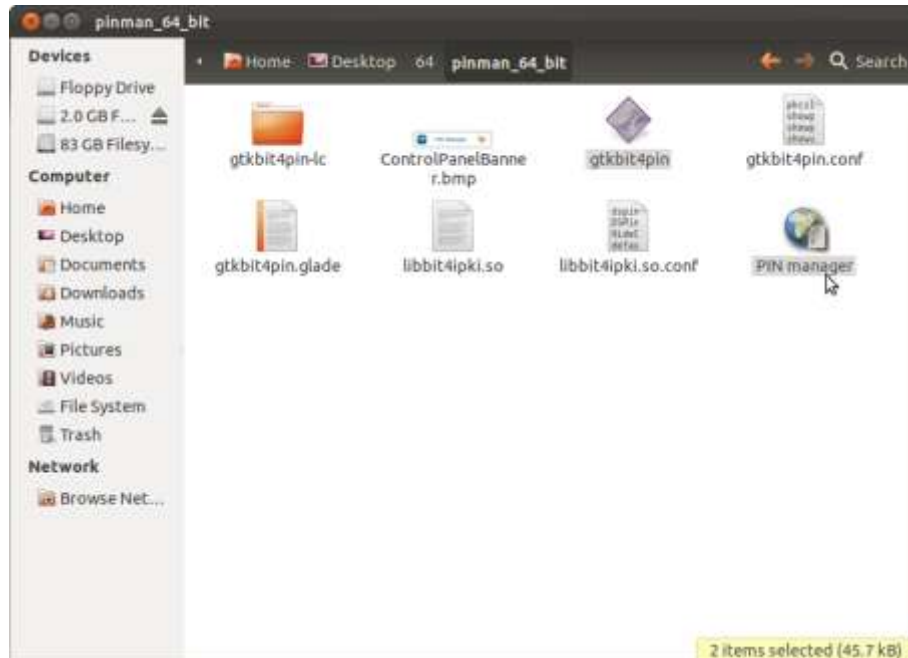 pinman_64_bit
Devices
Floppy Drive
2.0 GB F...
83 GB Filesy...
Computer
Home
Desktop
Documents
Downloads
Music
Pictures
Videos
File System
Trash
Network
Browse Net...
Home Desktop 64 pinman_64_bit Search
gtkbit4pin-lc
ControlPanelBanne
r.bmp
gtkbit4pin
gtkbit4pin.conf
gtkbit4pin.glade
libbit4ipki.so
libbit4ipki.so.conf
PIN manager
2 items selected (45.7 kB)